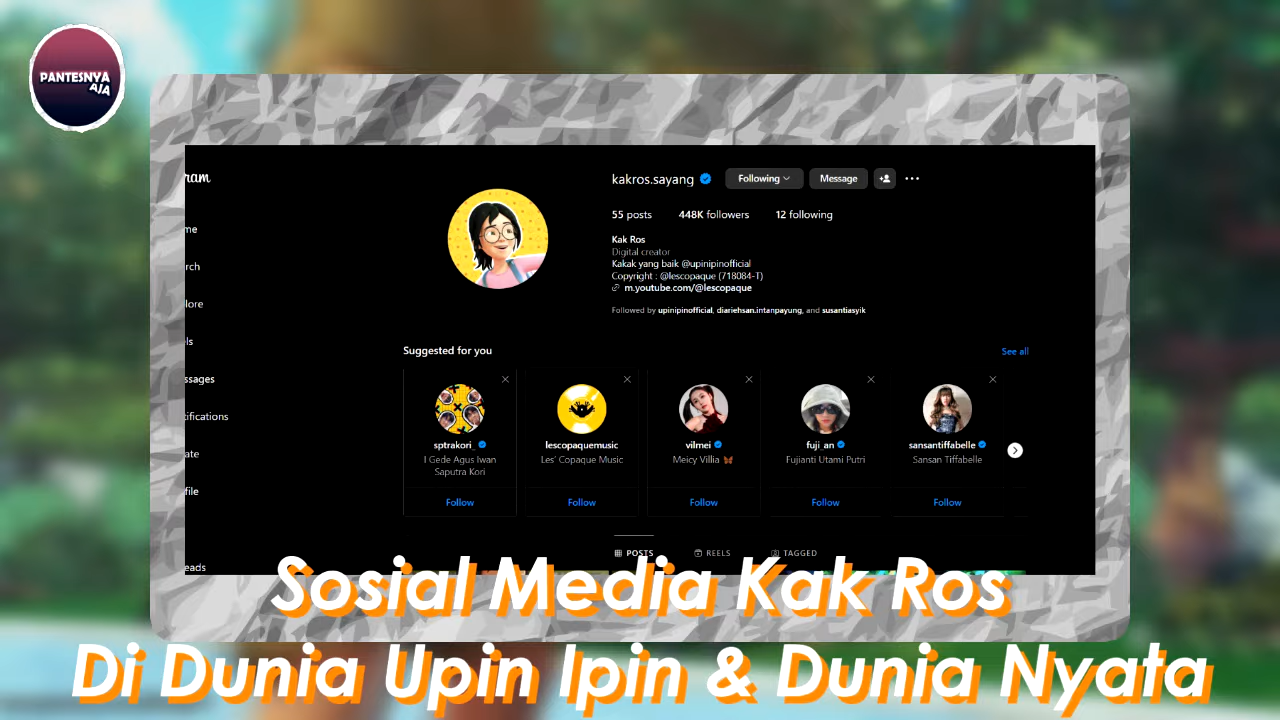 PANTESNYA
AJA
ram
kakros.sayang Following Message
55 posts 448K followers 12 following
Kak Ros
Digital creator
Kakak yang baik @upinipinofficial
Copyright : @lescopaque (718084-T)
m.youtube.com/@lescopaque
Followed by upinipinofficial, diariehsan.intanpayung, and susantiasyik
me
rch
lore
ls
ssages
tifications
ate
file
eads
Suggested for you See all
sptrakori_ lescopaquemusic vilmei fuji_an sansantiffabelle
I Gede Agus Iwan Les' Copaque Music Meicy Villia Fujianti Utami Putri Sansan Tiffabelle
Saputra Kori
Follow Follow Follow Follow Follow
POSTS REELS TAGGED
Sosial Media Kak Ros
Di Dunia Upin Ipin & Dunia Nyata